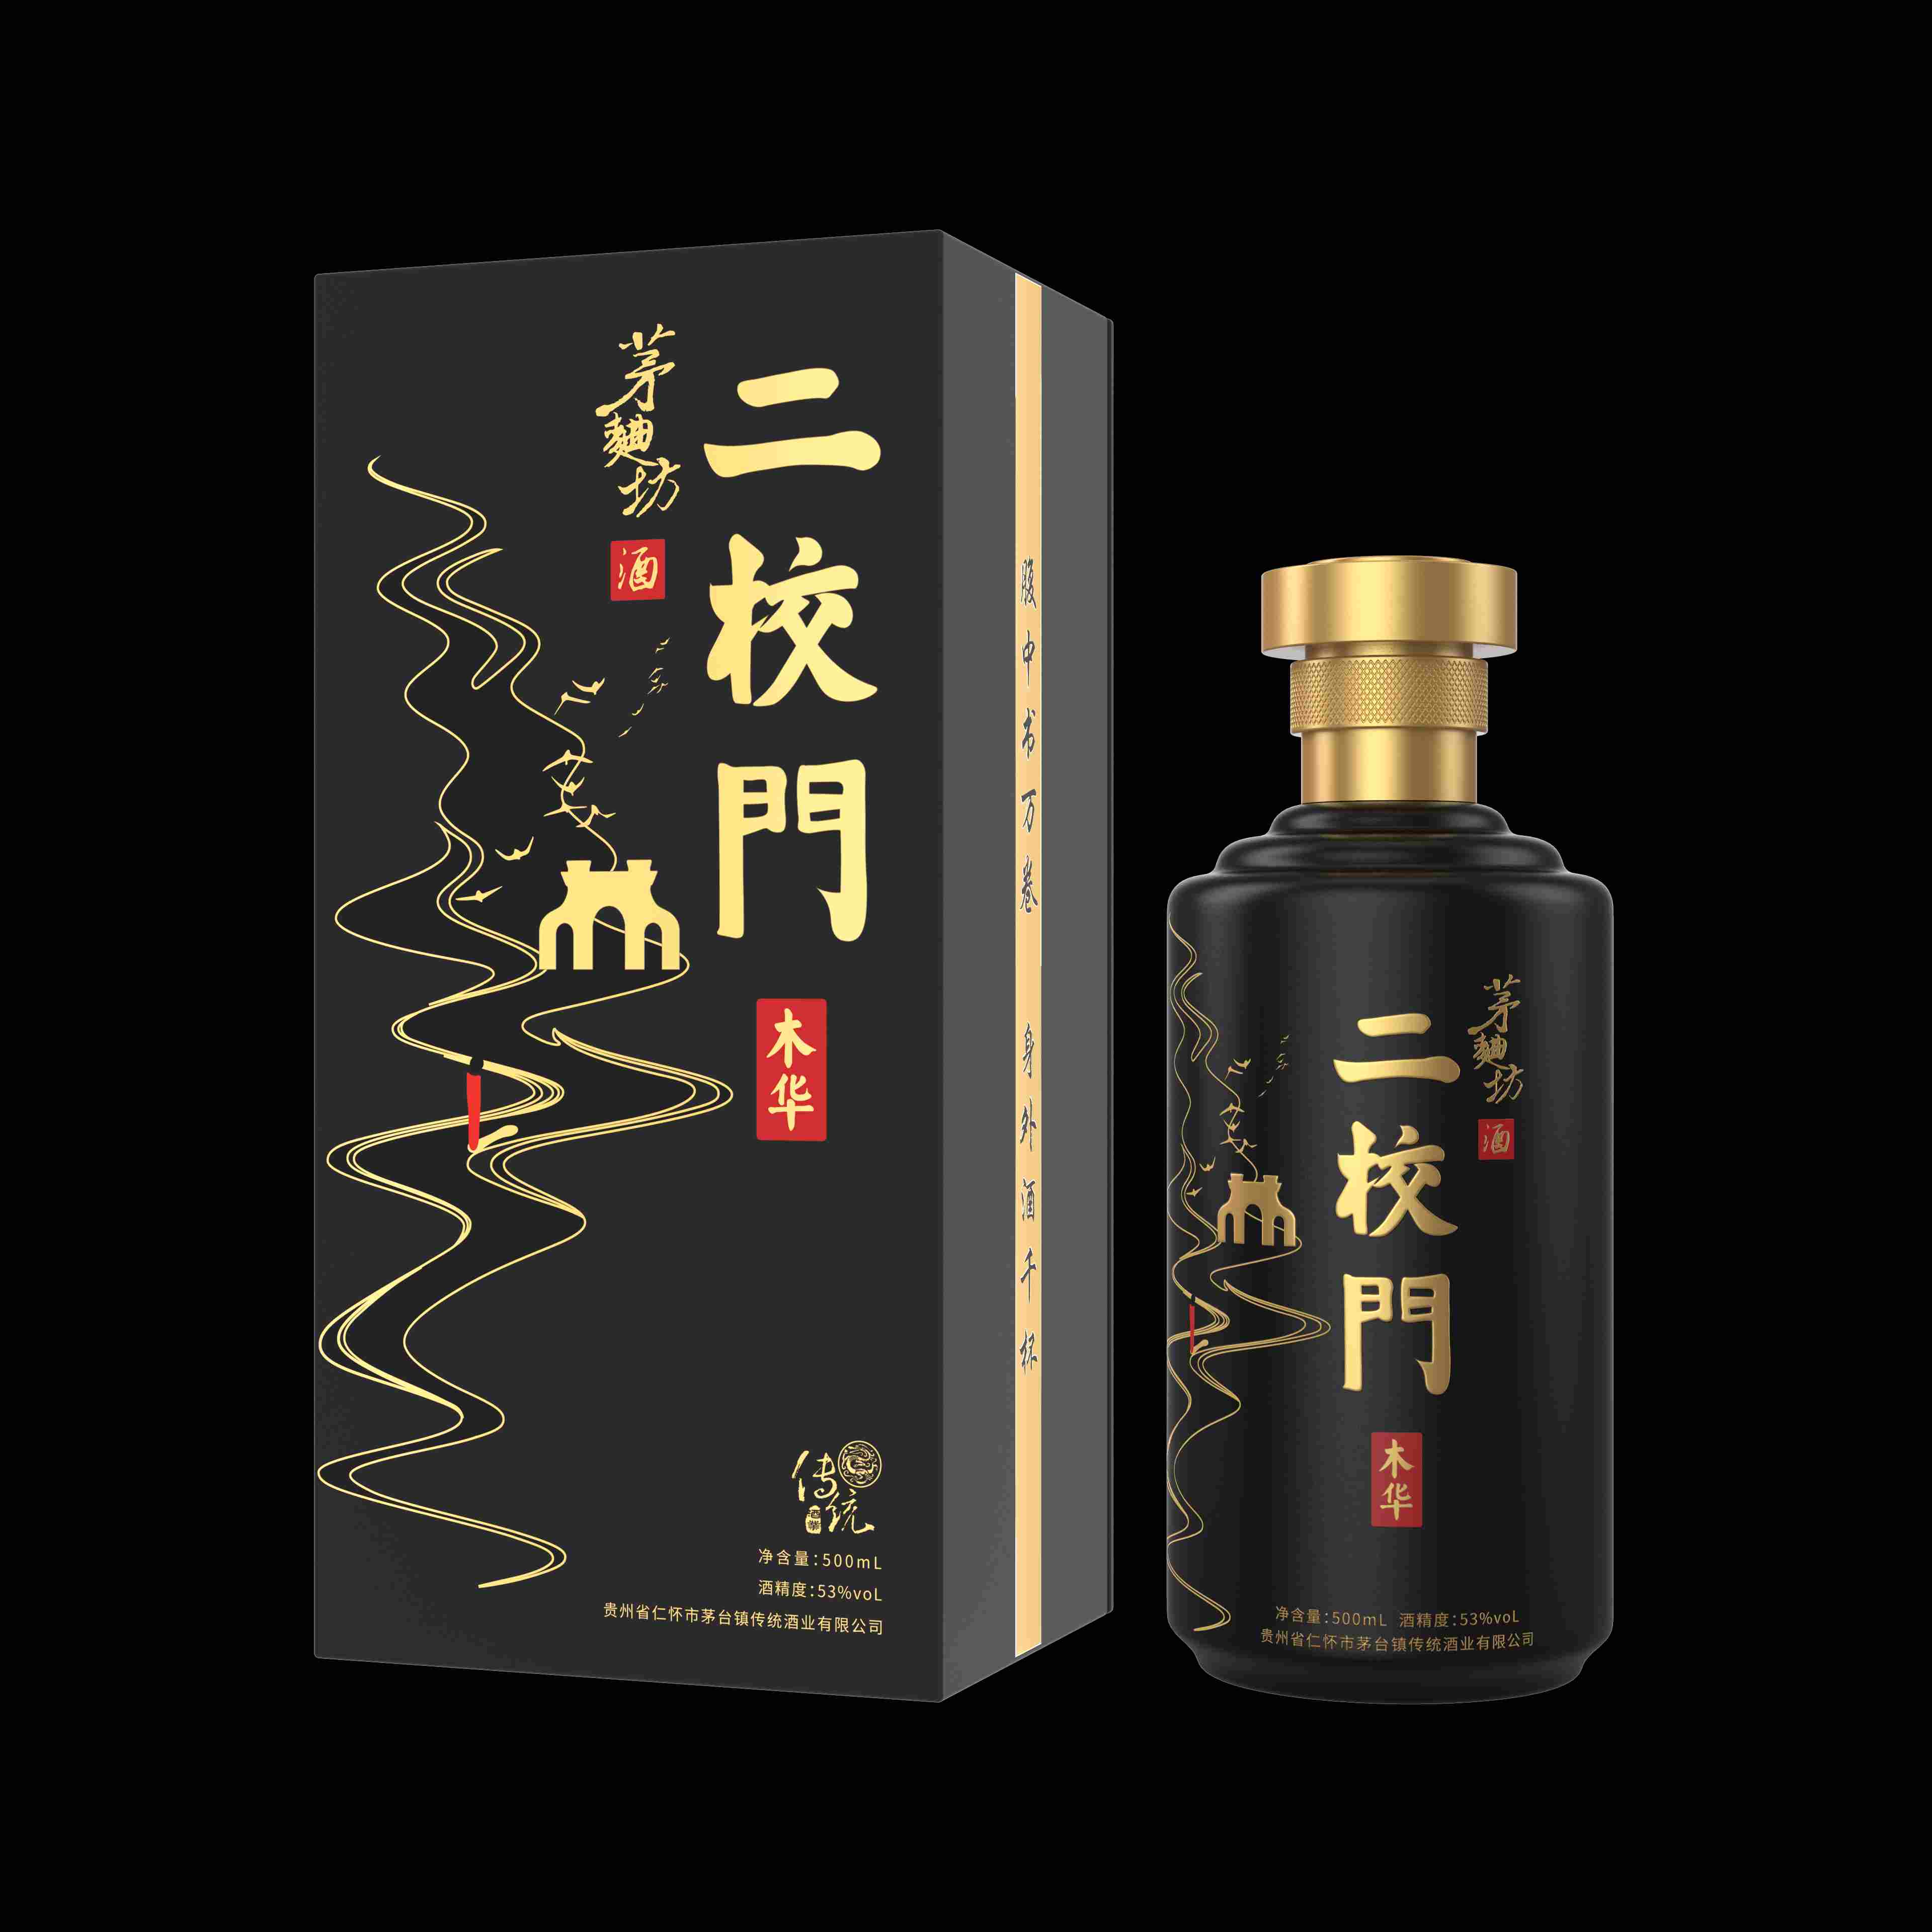 二校門
茅麯坊
酒
木华
传统
酒業
净含量:500mL
酒精度:53%voL
贵州省仁怀市茅台镇传统酒业有限公司
腹中书万卷
身外酒千杯
茅麯坊
酒
二校門
木华
净含量:500mL 酒精度:53%voL
贵州省仁怀市茅台镇传统酒业有限公司